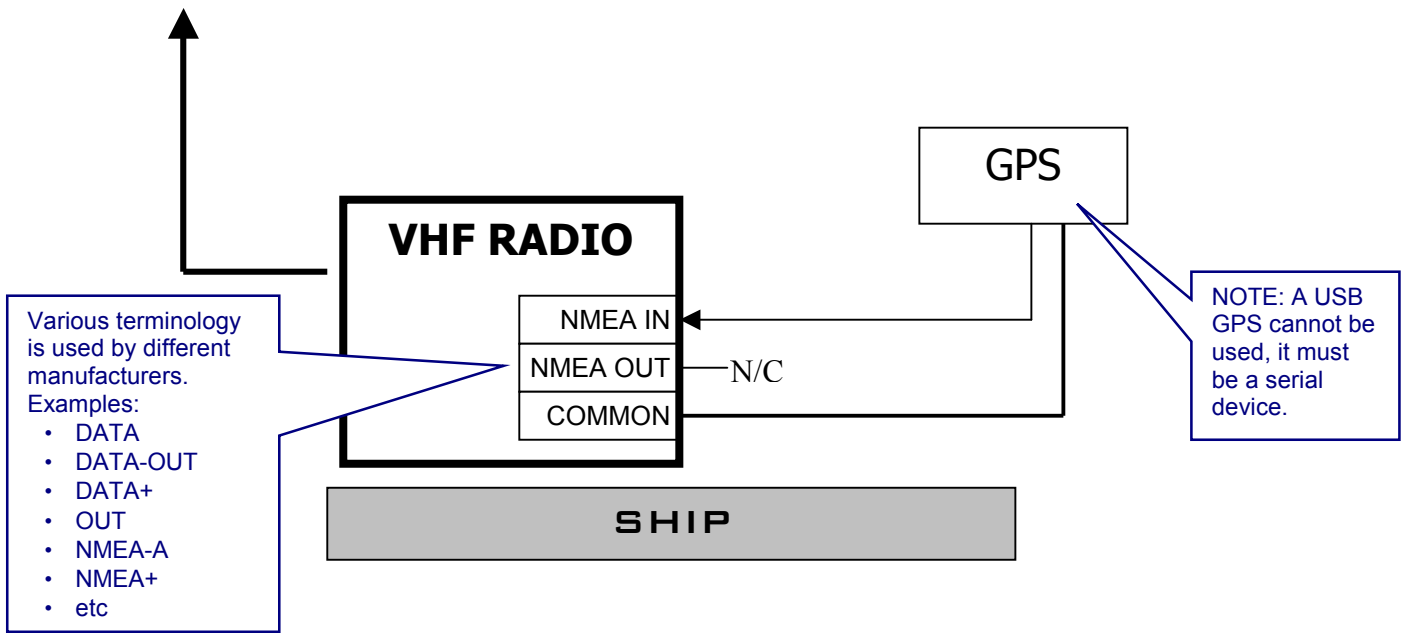 GPS
VHF RADIO
NMEA IN
NMEA OUT
N/C
COMMON
SHIP
Various terminology
is used by different
manufacturers.
Examples:
• DATA
• DATA-OUT
• DATA+
• OUT
• NMEA-A
• NMEA+
• etc
NOTE: A USB
GPS cannot be
used, it must
be a serial
device.